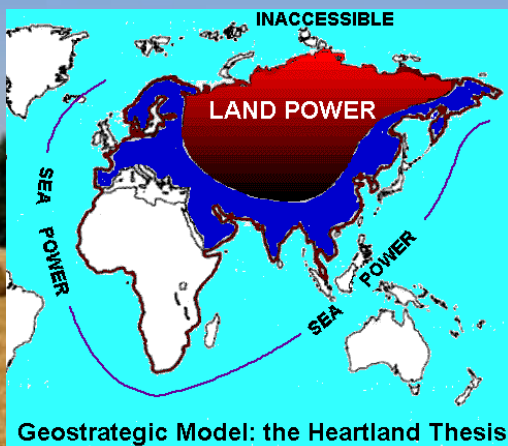 INACCESSIBLE
LAND POWER
SEA POWER
SEA POWER
Geostrategic Model: the Heartland Thesis